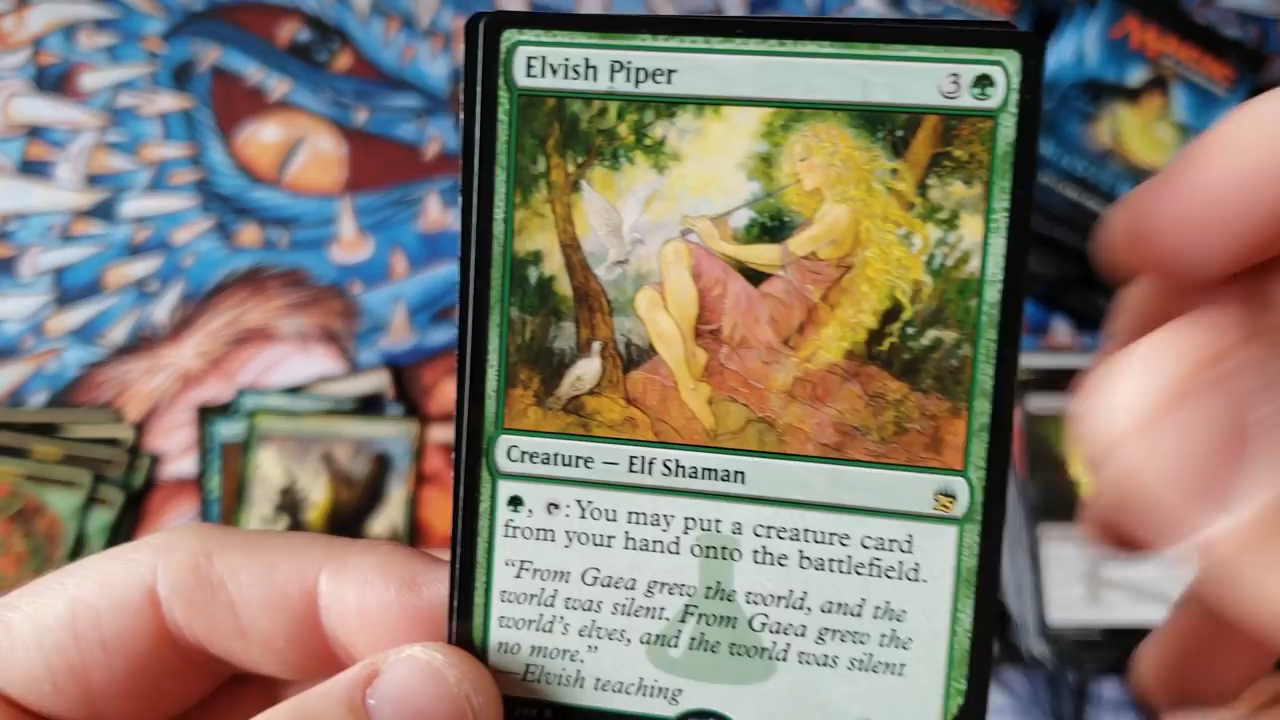 Elvish Piper 3
Creature — Elf Shaman
, : You may put a creature card
from your hand onto the battlefield.
“From Gaea grew the world, and the
world was silent. From Gaea grew the
world’s elves, and the world was silent
no more.”
—Elvish teaching
Magic